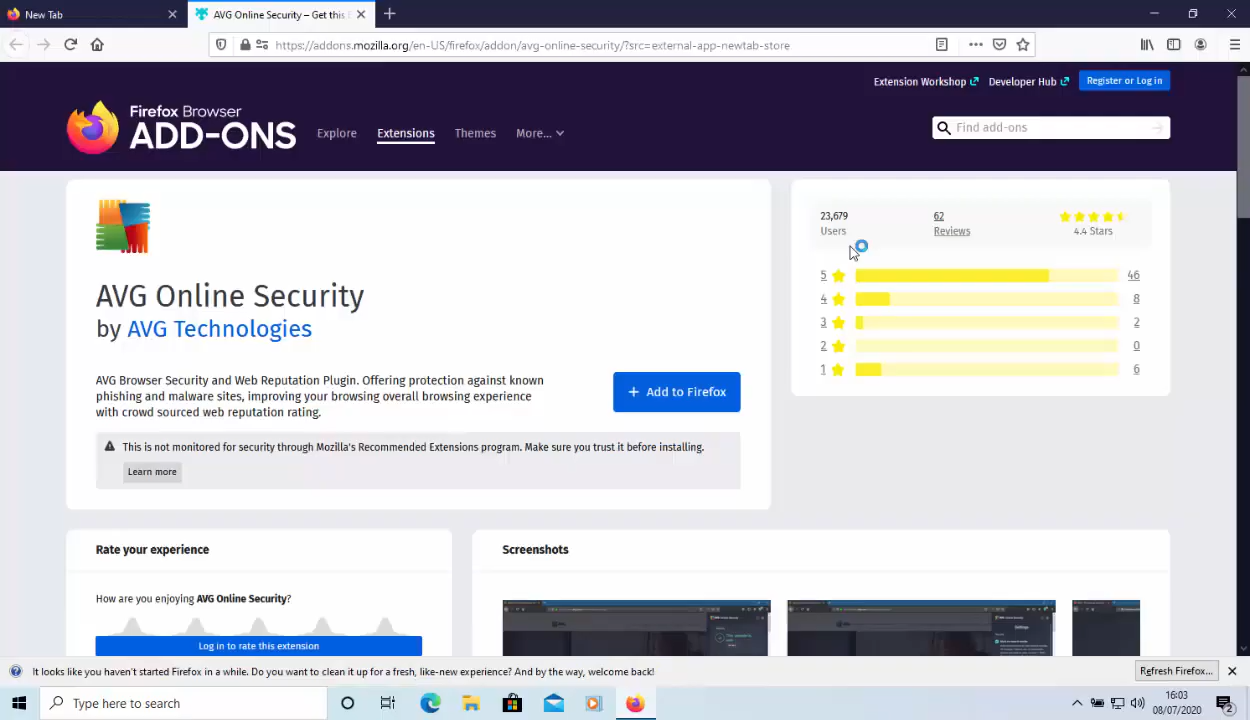 New Tab
AVG Online Security – Get this
https://addons.mozilla.org/en-US/firefox/addon/avg-online-security/?src=external-app-newtab-store
Extension Workshop
Developer Hub
Register or Log in
Firefox Browser
ADD-ONS
Explore
Extensions
Themes
More...
Find add-ons
AVG Online Security
by AVG Technologies
AVG Browser Security and Web Reputation Plugin. Offering protection against known
phishing and malware sites, improving your browsing overall browsing experience
with crowd sourced web reputation rating.
+ Add to Firefox
This is not monitored for security through Mozilla's Recommended Extensions program. Make sure you trust it before installing.
Learn more
23,679
Users
62
Reviews
4.4 Stars
5 46
4 8
3 2
2 0
1 6
Rate your experience
How are you enjoying AVG Online Security?
Log in to rate this extension
Screenshots
It looks like you haven't started Firefox in a while. Do you want to clean it up for a fresh, like-new experience? And by the way, welcome back!
Refresh Firefox...
Type here to search
16:03
08/07/2020
2